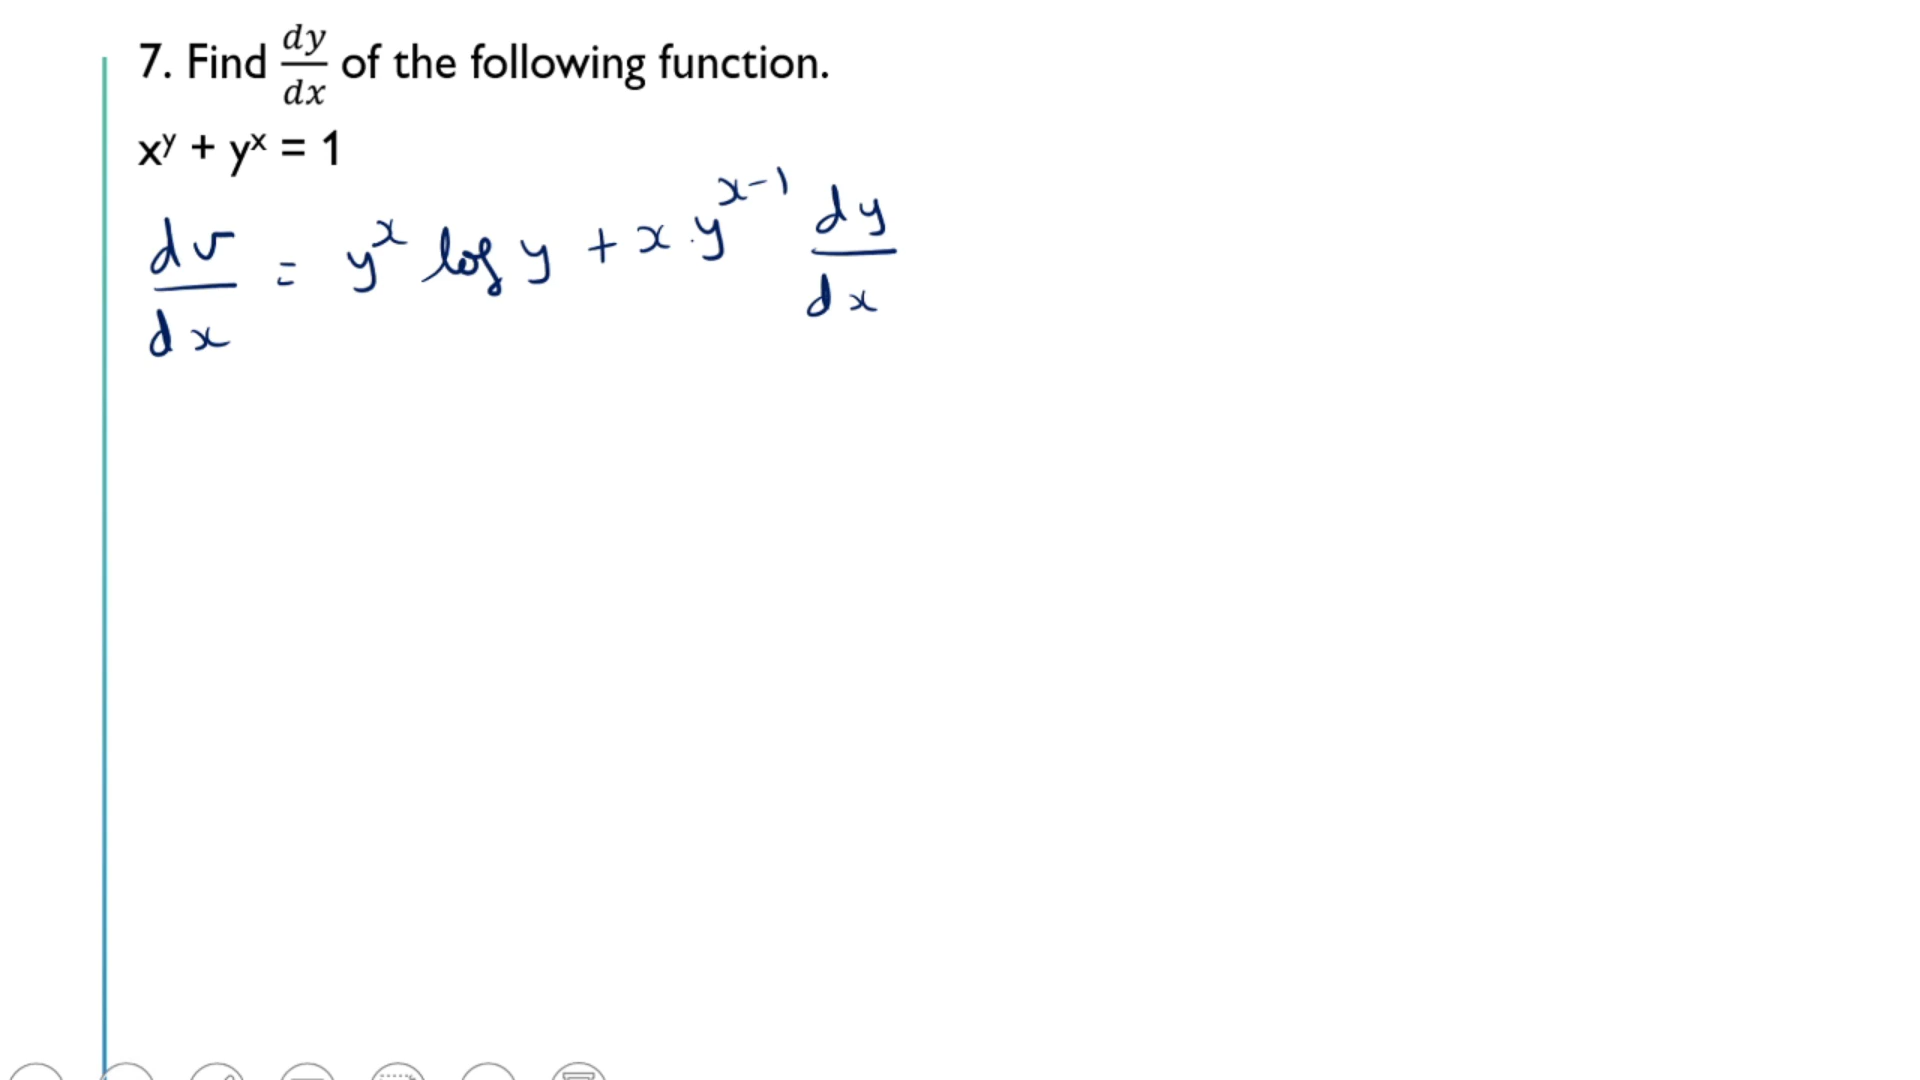 7. Find dy/dx of the following function.
xʸ + yˣ = 1
dv/dx = yˣ log y + x.yˣ⁻¹ dy/dx